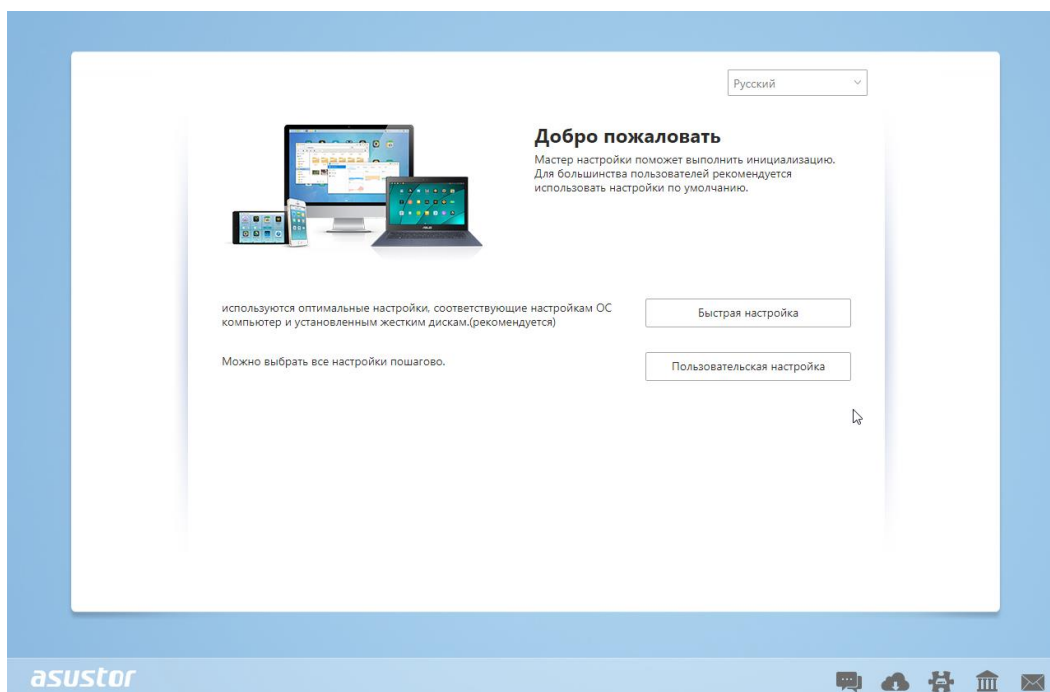 Русский
Добро пожаловать
Мастер настройки поможет выполнить инициализацию.
Для большинства пользователей рекомендуется
использовать настройки по умолчанию.
используются оптимальные настройки, соответствующие настройкам ОС
компьютер и установленным жестким дискам.(рекомендуется)
Быстрая настройка
Можно выбрать все настройки пошагово.
Пользовательская настройка
asustor